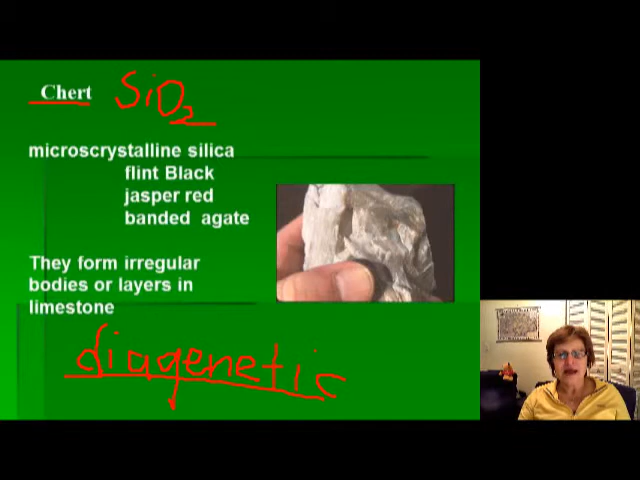 Chert SiO2
microscrystalline silica
flint Black
jasper red
banded agate
They form irregular
bodies or layers in
limestone
diagenetic